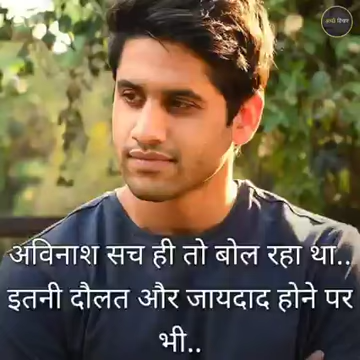 अविनाश सच ही तो बोल रहा था..
इतनी दौलत और जायदाद होने पर
भी..